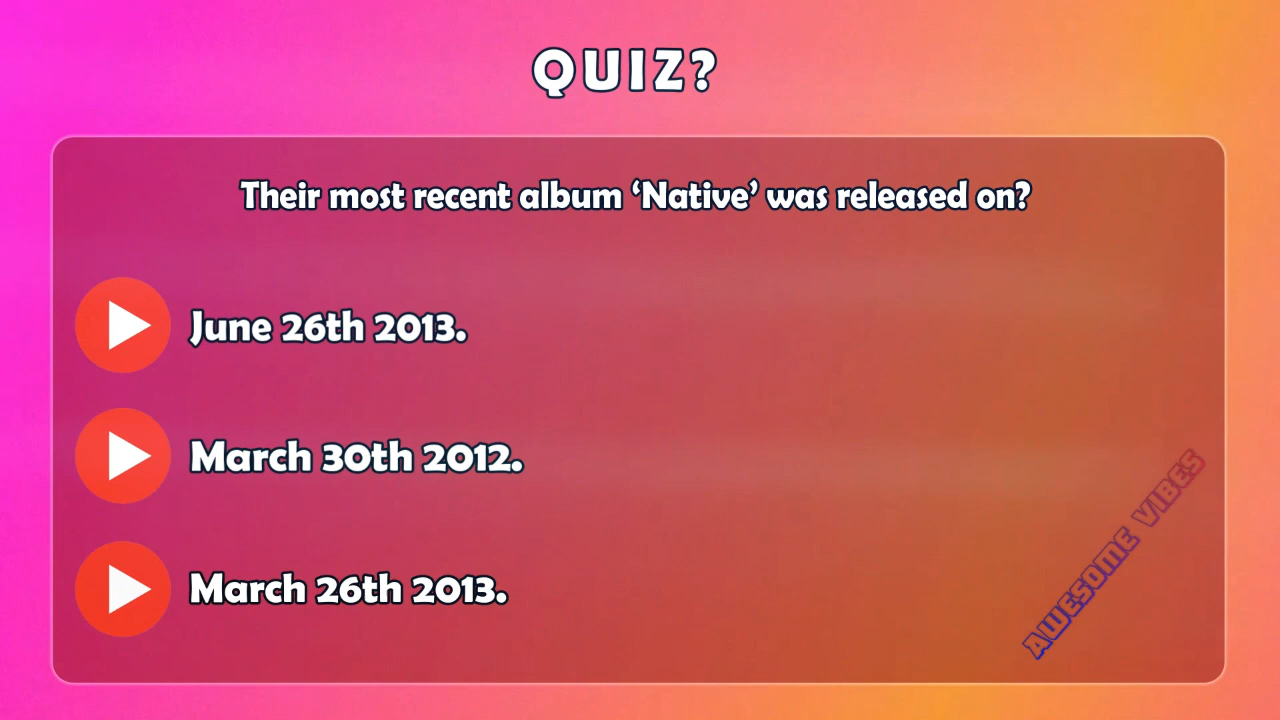 QUIZ?
Their most recent album ‘Native’ was released on?
June 26th 2013.
March 30th 2012.
March 26th 2013.
AWESOME VIBES